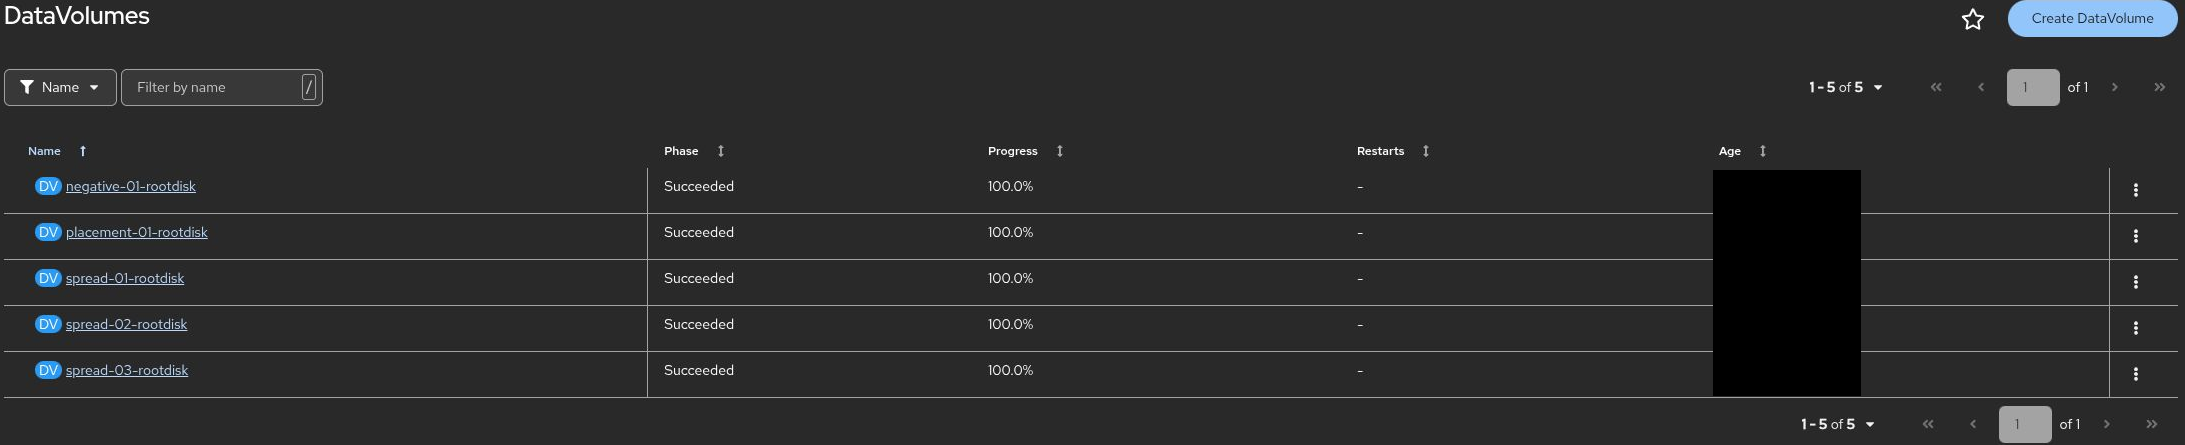 DataVolumes
Create DataVolume
Name Filter by name /
1 - 5 of 5 « ‹ 1 of 1 › »
Name Phase Progress Restarts Age
DV negative-01-rootdisk Succeeded 100.0% -
DV placement-01-rootdisk Succeeded 100.0% -
DV spread-01-rootdisk Succeeded 100.0% -
DV spread-02-rootdisk Succeeded 100.0% -
DV spread-03-rootdisk Succeeded 100.0% -
1 - 5 of 5 « ‹ 1 of 1 › »